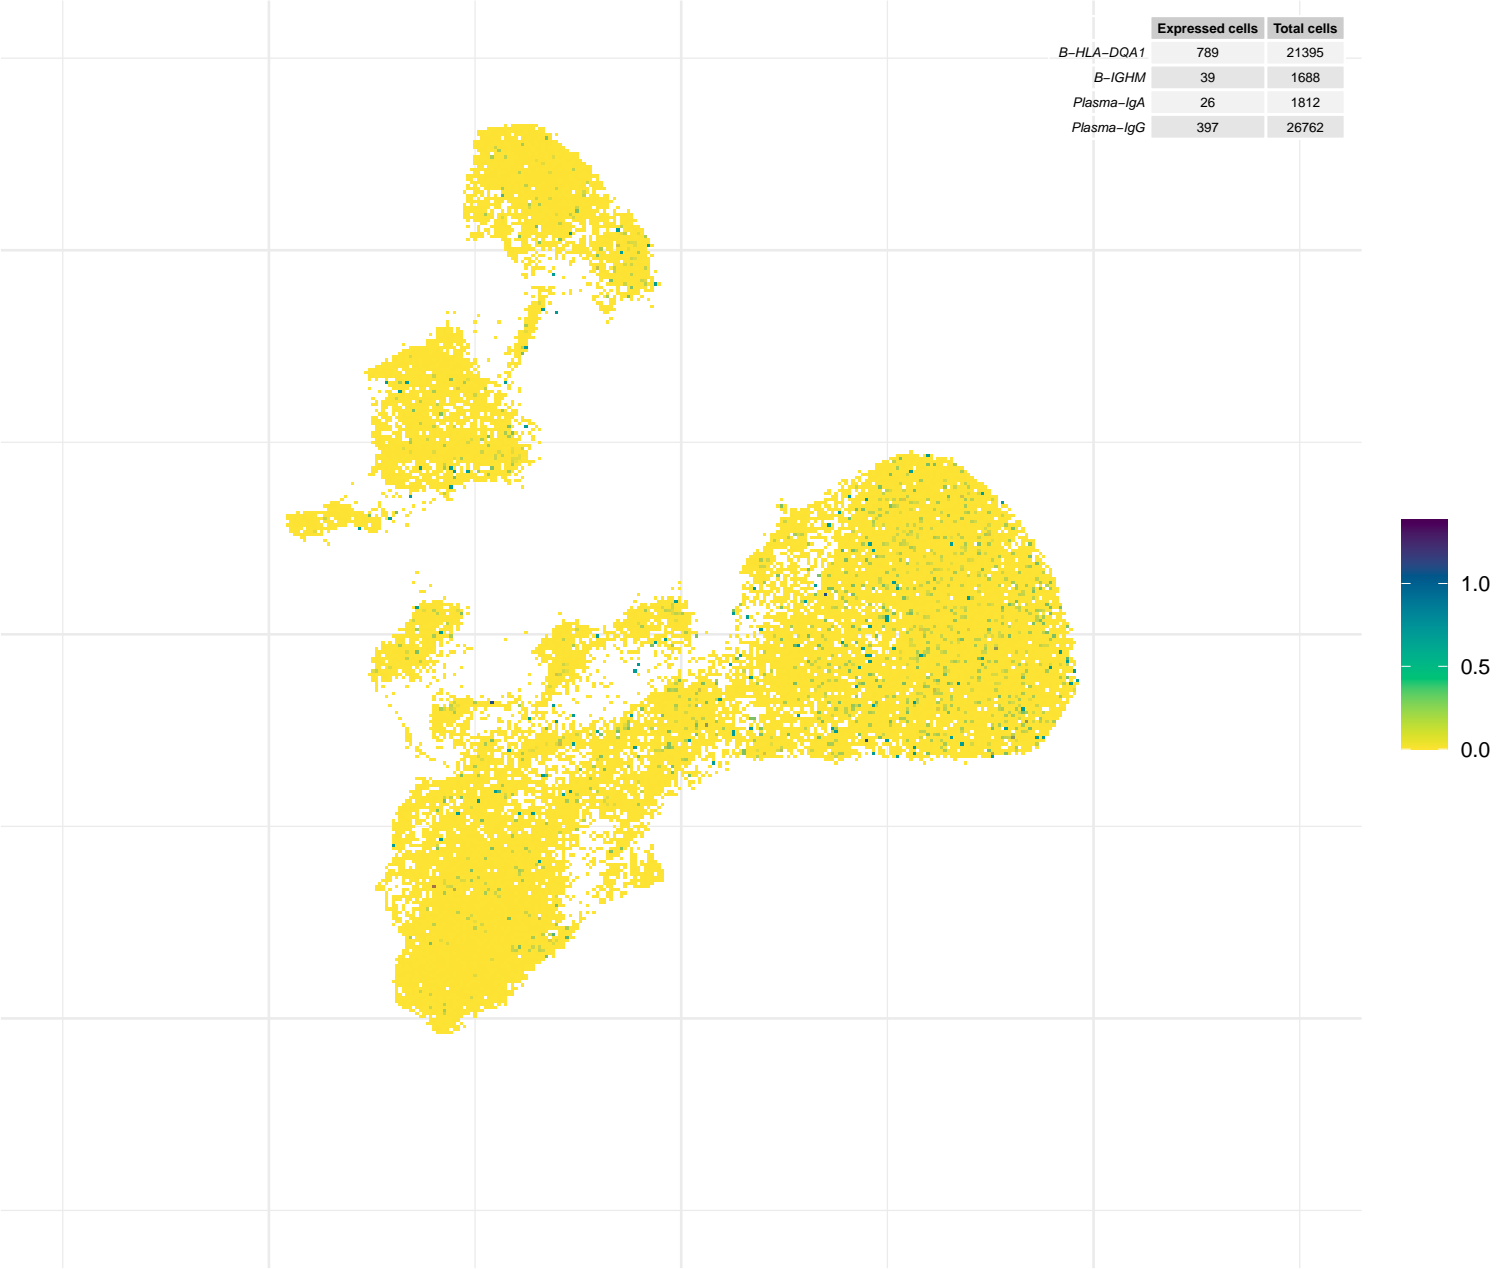 Expressed cells Total cells
B−HLA−DQA1 789 21395
B−IGHM 39 1688
Plasma−IgA 26 1812
Plasma−IgG 397 26762
1.0
0.5
0.0